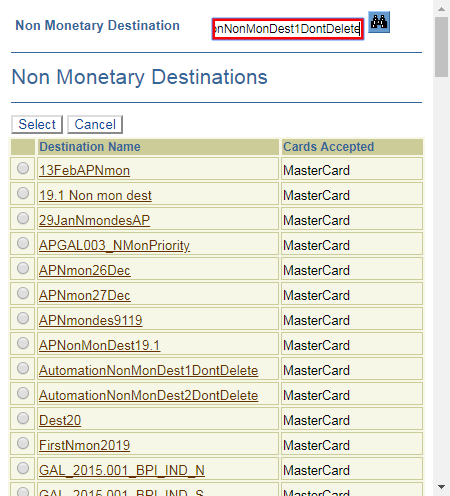 Non Monetary Destination onNonMonDest1DontDelete
Non Monetary Destinations
Select Cancel
Destination Name Cards Accepted
13FebAPNmon MasterCard
19.1 Non mon dest MasterCard
29JanNmondesAP MasterCard
APGAL003_NMonPriority MasterCard
APNmon26Dec MasterCard
APNmon27Dec MasterCard
APNmondes9119 MasterCard
APNonMonDest19.1 MasterCard
AutomationNonMonDest1DontDelete MasterCard
AutomationNonMonDest2DontDelete MasterCard
Dest20 MasterCard
FirstNmon2019 MasterCard
GAL_2015.001_BPI_IND_N MasterCard
GAL_2015.001_BPI_IND_S MasterCard